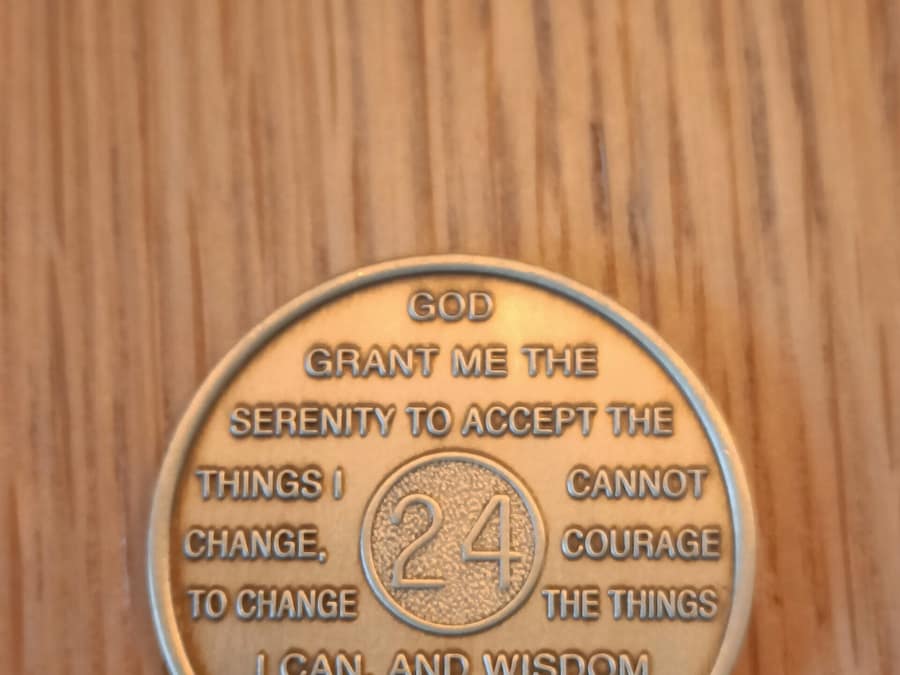 GOD
GRANT ME THE
SERENITY TO ACCEPT THE
THINGS I CANNOT
CHANGE, COURAGE
24
TO CHANGE THE THINGS
I CAN, AND WISDOM